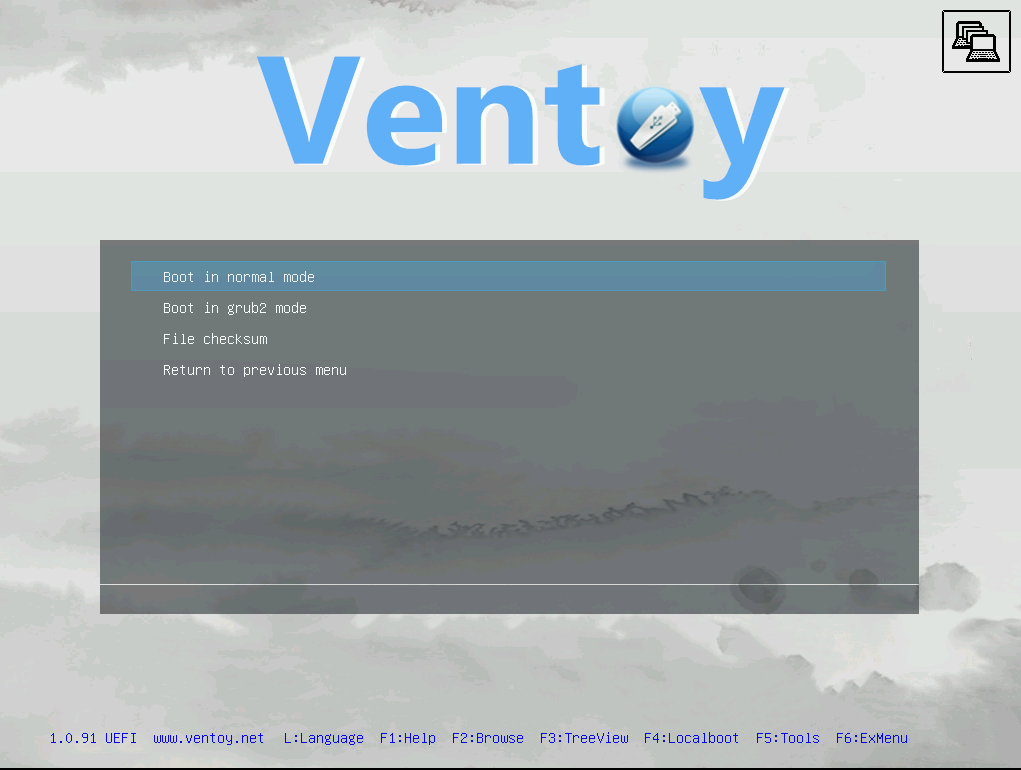 Ventoy
Boot in normal mode
Boot in grub2 mode
File checksum
Return to previous menu
1.0.91 UEFI www.ventoy.net L:Language F1:Help F2:Browse F3:TreeView F4:Localboot F5:Tools F6:ExMenu